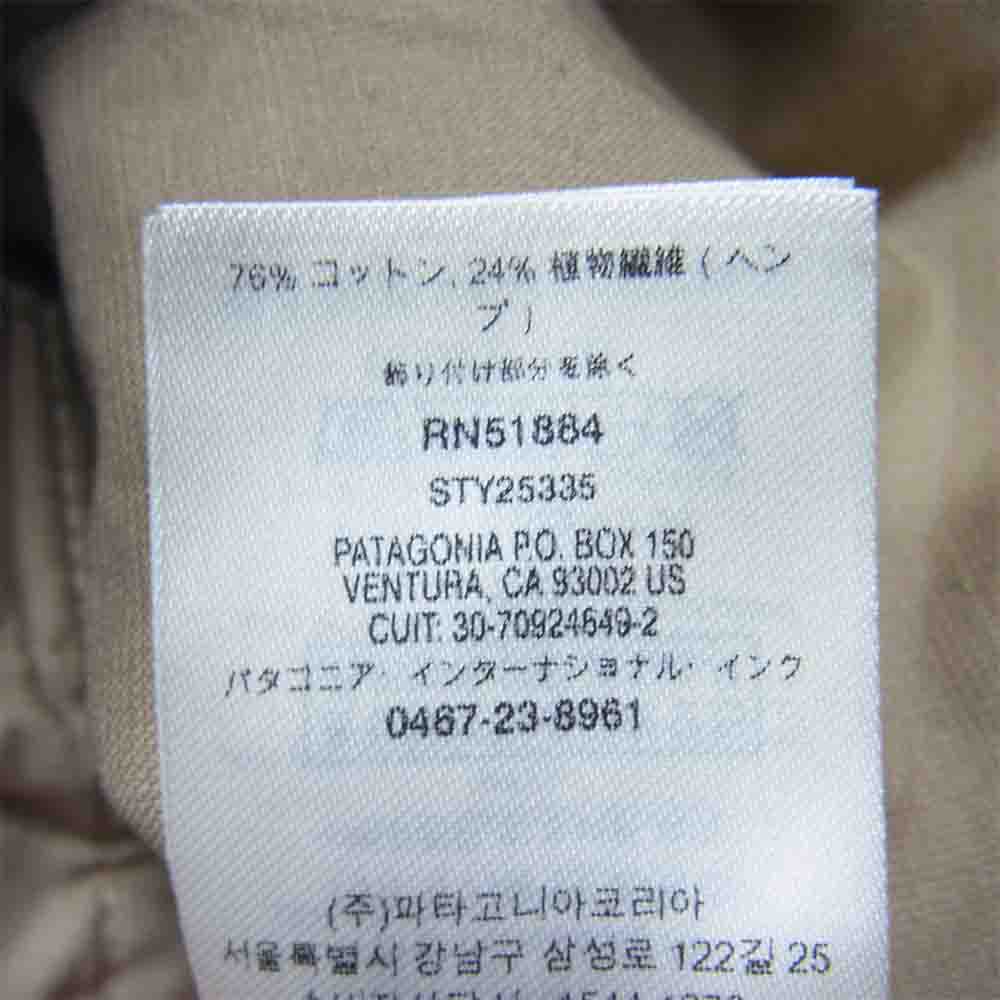 76% コットン, 24% 植物繊維 ( ヘン
プ )
飾り付け部分を除く
RN51884
STY25335
PATAGONIA P.O. BOX 150
VENTURA, CA 93002 US
CUIT: 30-70924649-2
パタゴニア・インターナショナル・インク
0467-23-8961
(주)파타고니아코리아
서울특별시 강남구 삼성로 122길 25